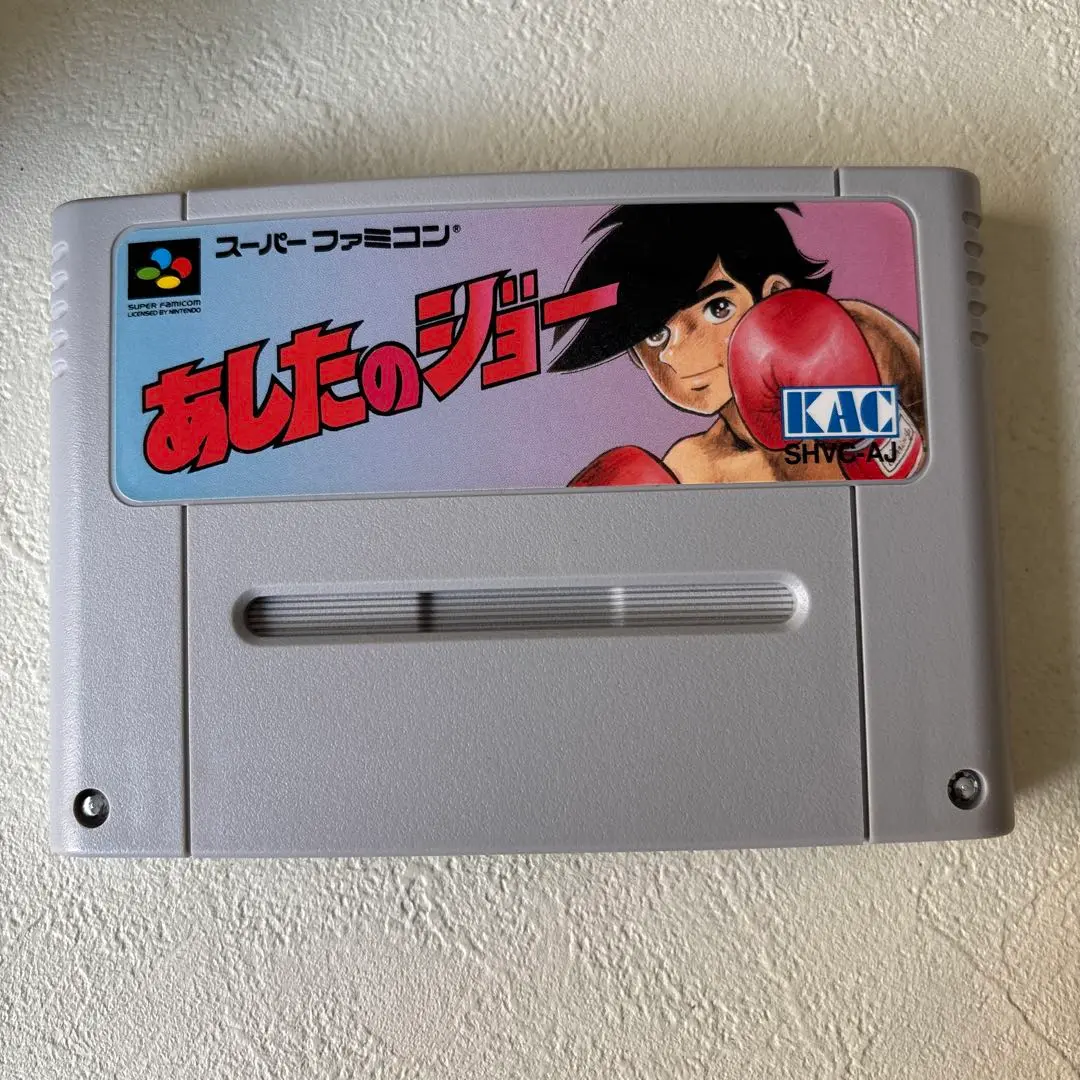 スーパーファミコン®
SUPER FAMICOM
LICENSED BY NINTENDO
あしたのジョー
KAC
SHVC-AJ